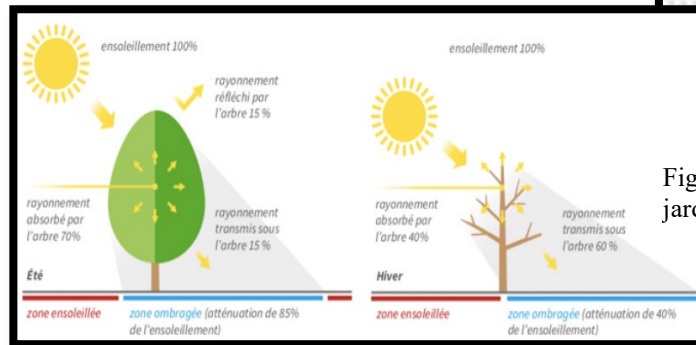 ensoleillement 100%
rayonnement
réfléchi par
l'arbre 15 %
rayonnement
absorbé par
l'arbre 70%
rayonnement
transmis sous
l'arbre 15 %
Été
zone ensoleillée
zone ombragée (atténuation de 85%
de l'ensoleillement)
ensoleillement 100%
rayonnement
absorbé par
l'arbre 40%
rayonnement
transmis sous
l'arbre 60 %
Hiver
zone ensoleillée
zone ombragée (atténuation de 40%
de l'ensoleillement)
Fig
jard